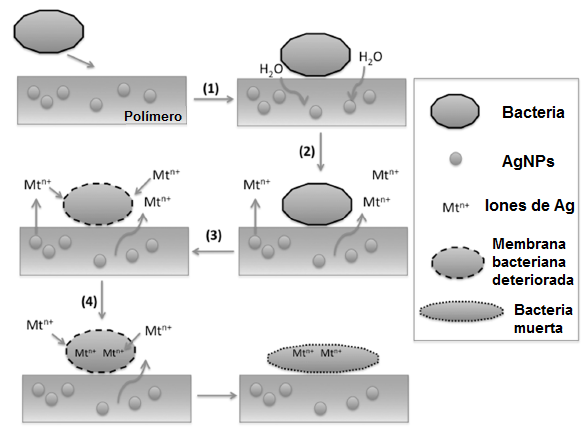 Polímero
(1)
H₂O
H₂O
(2)
Mtⁿ⁺
Mtⁿ⁺
Mtⁿ⁺
(3)
Mtⁿ⁺
Mtⁿ⁺
Mtⁿ⁺
(4)
Mtⁿ⁺
Mtⁿ⁺
Mtⁿ⁺ Mtⁿ⁺
Mtⁿ⁺ Mtⁿ⁺
Bacteria
AgNPs
Mtⁿ⁺ Iones de Ag
Membrana
bacteriana
deteriorada
Bacteria
muerta